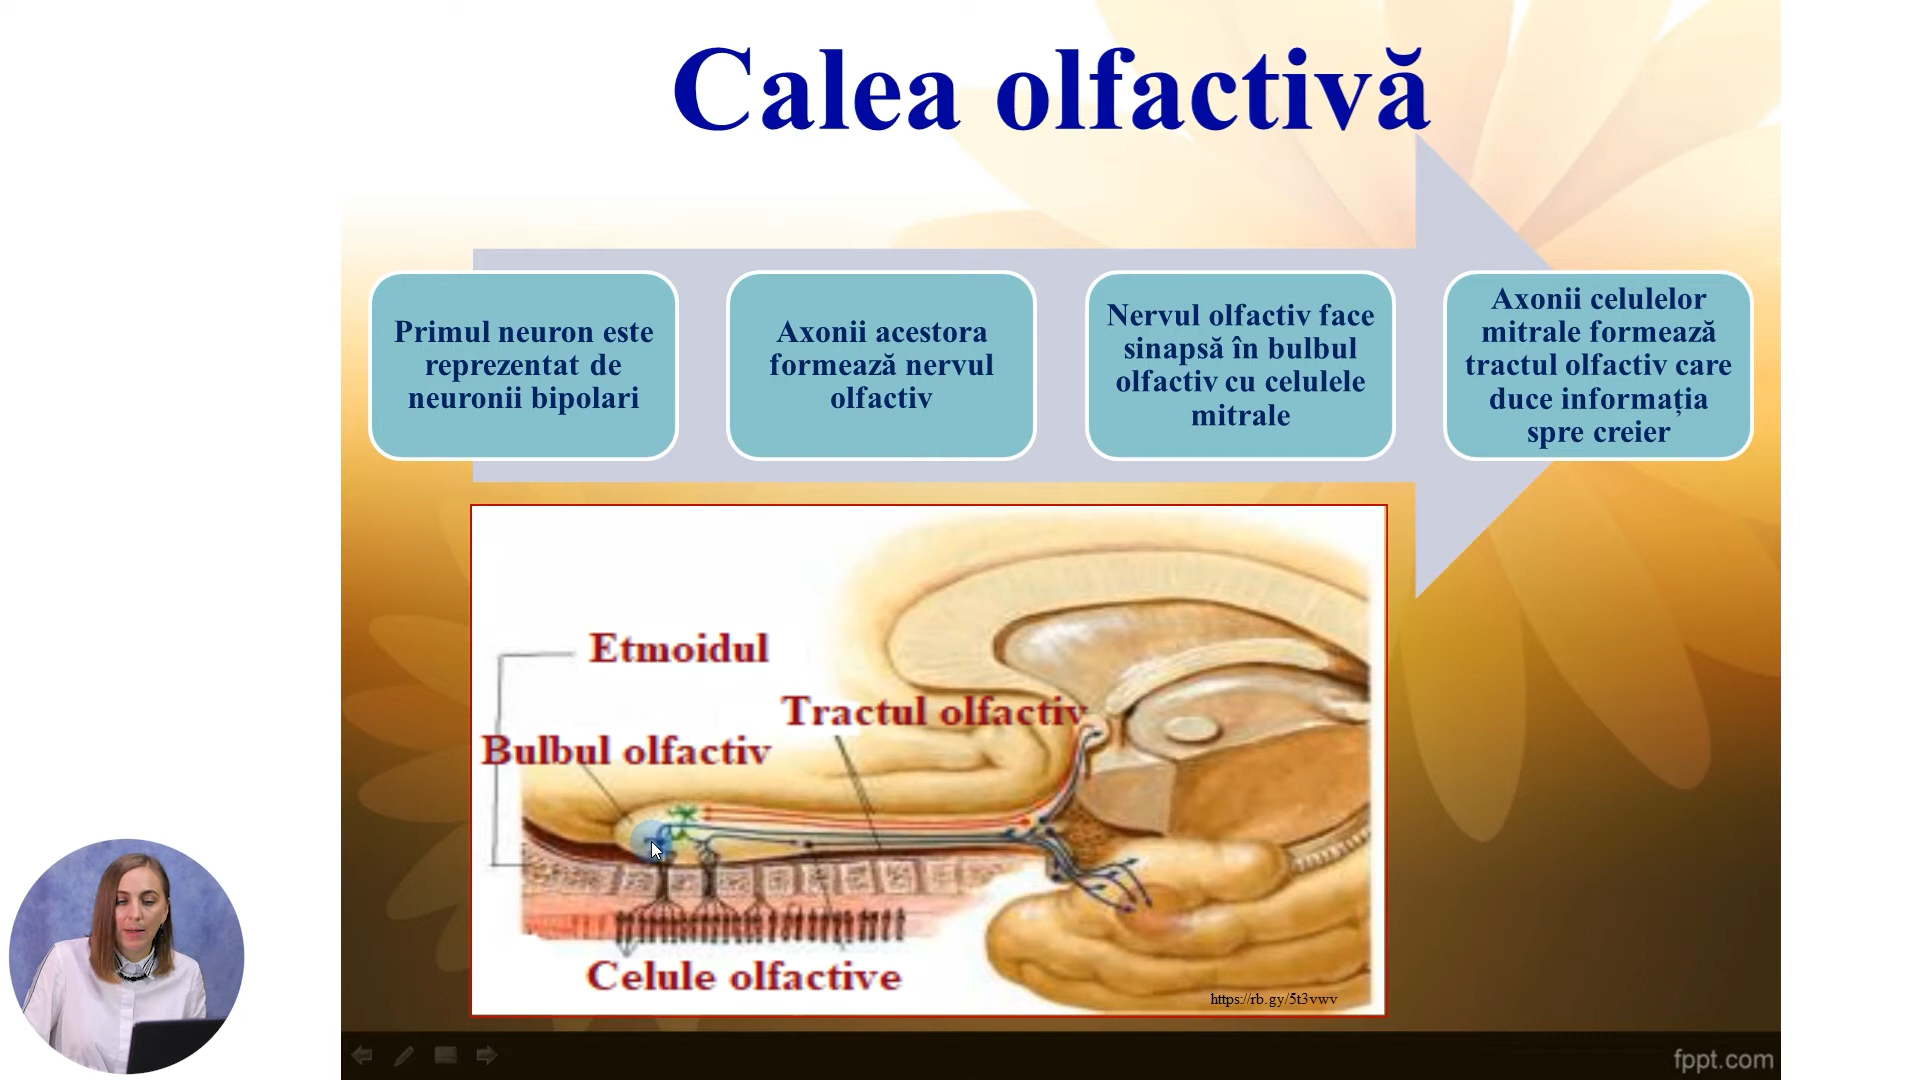 Calea olfactivă
Primul neuron este
reprezentat de
neuronii bipolari
Axonii acestora
formează nervul
olfactiv
Nervul olfactiv face
sinapsă în bulbul
olfactiv cu celulele
mitrale
Axonii celulelor
mitrale formează
tractul olfactiv care
duce informația
spre creier
Etmoidul
Tractul olfactiv
Bulbul olfactiv
Celule olfactive
https://rb.gy/5t3vwv
fppt.com